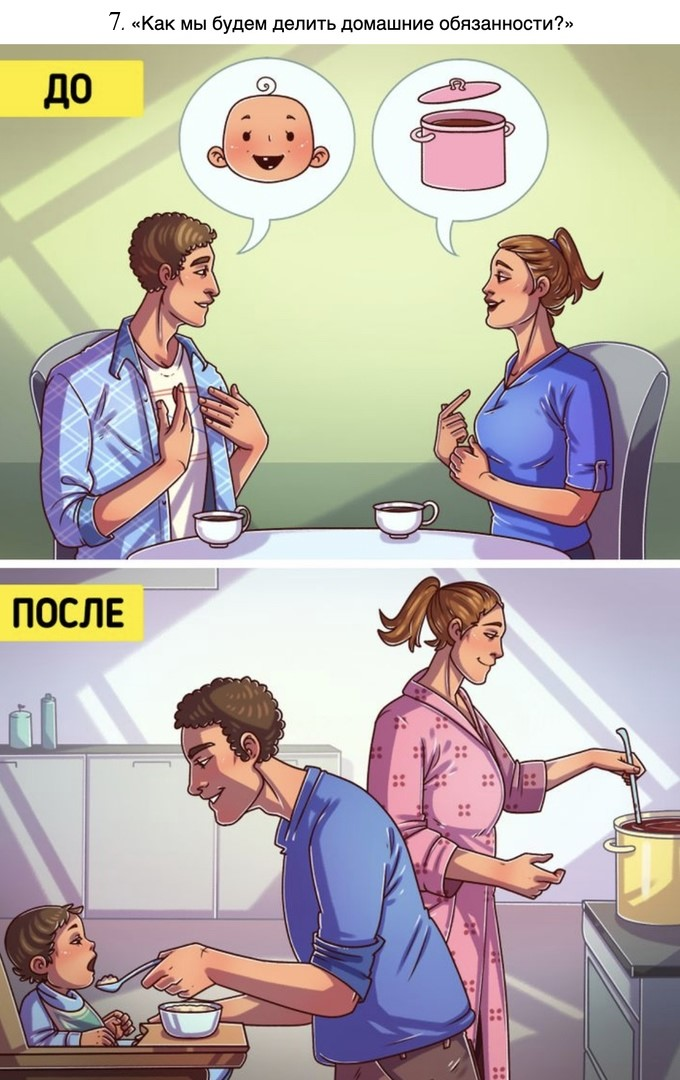 7. «Как мы будем делить домашние обязанности?»
ДО
ПОСЛЕ